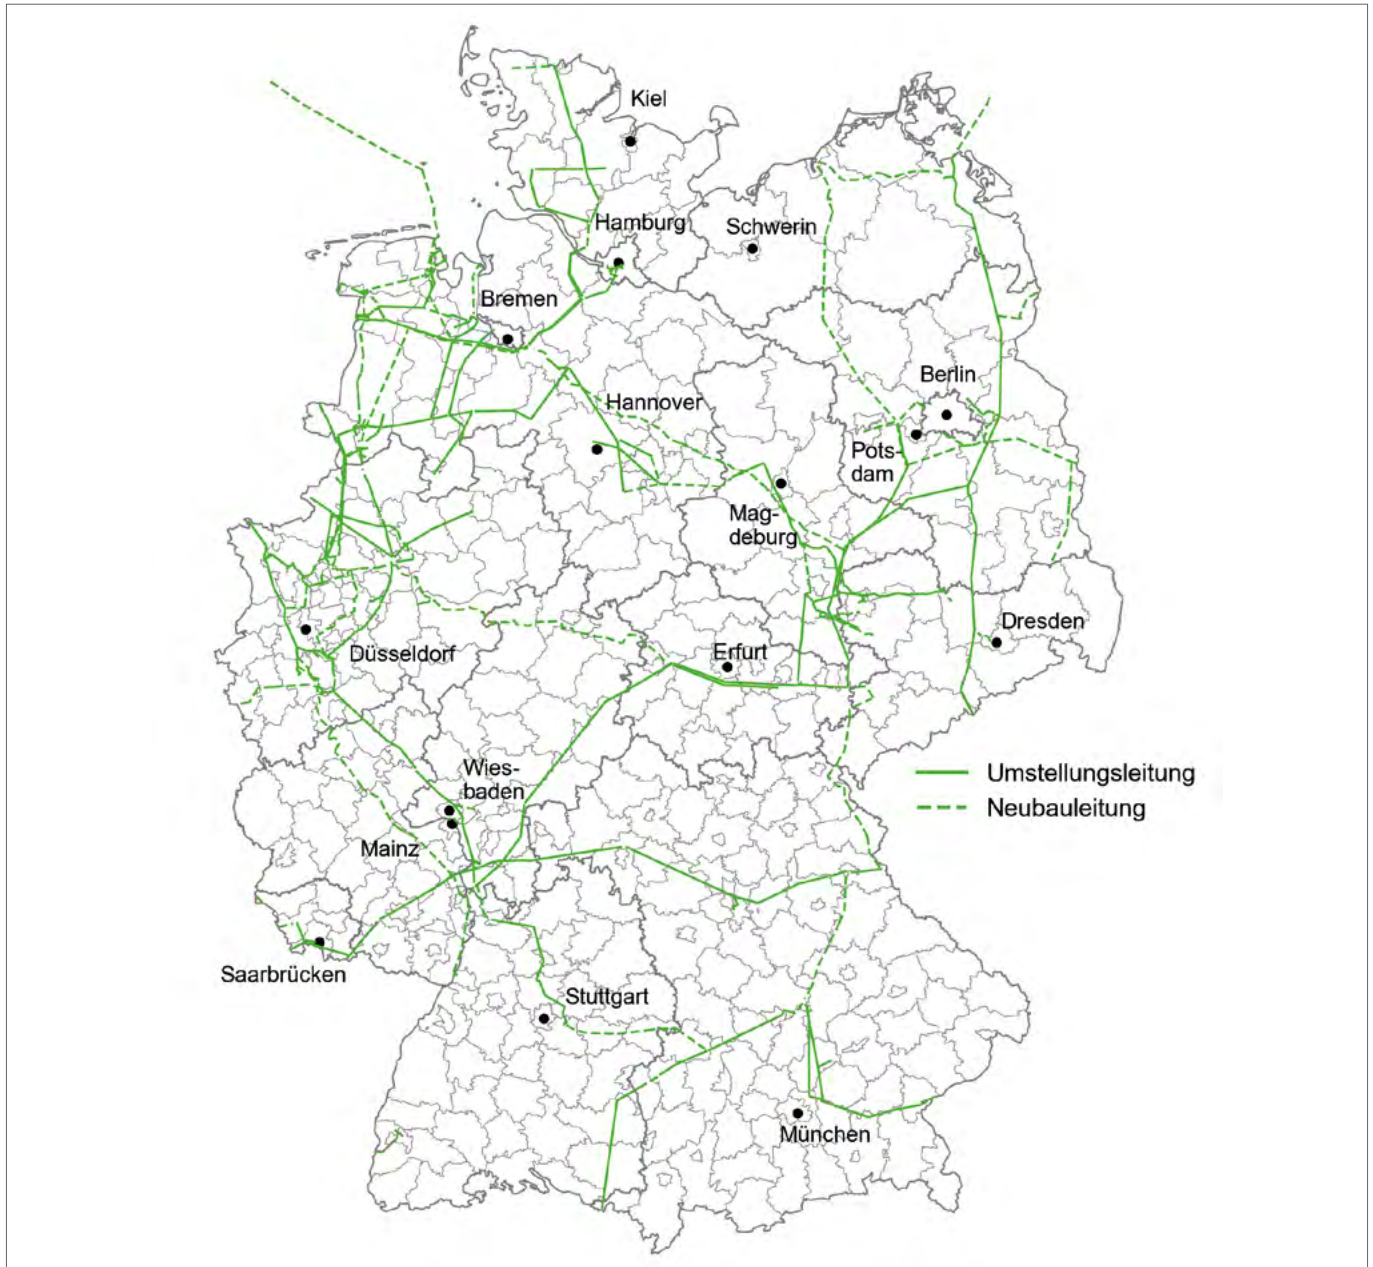 Kiel
Hamburg
Schwerin
Bremen
Berlin
Hannover
Pots-
dam
Mag-
deburg
Dresden
Düsseldorf
Erfurt
Wies-
baden
Umstellungsleitung
Neubauleitung
Mainz
Saarbrücken
Stuttgart
München